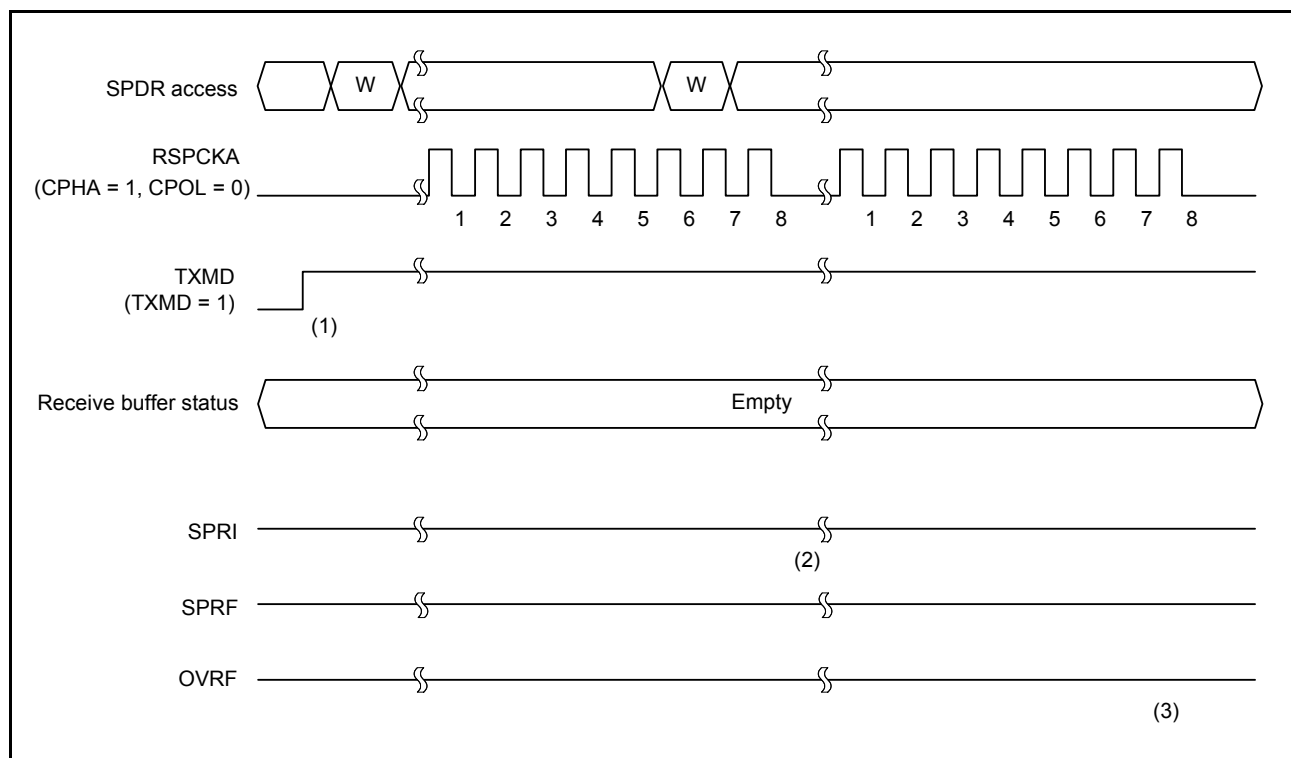 SPDR access W W
RSPCKA
(CPHA = 1, CPOL = 0)
1 2 3 4 5 6 7 8 1 2 3 4 5 6 7 8
TXMD
(TXMD = 1)
(1)
Receive buffer status Empty
SPRI
(2)
SPRF
OVRF
(3)